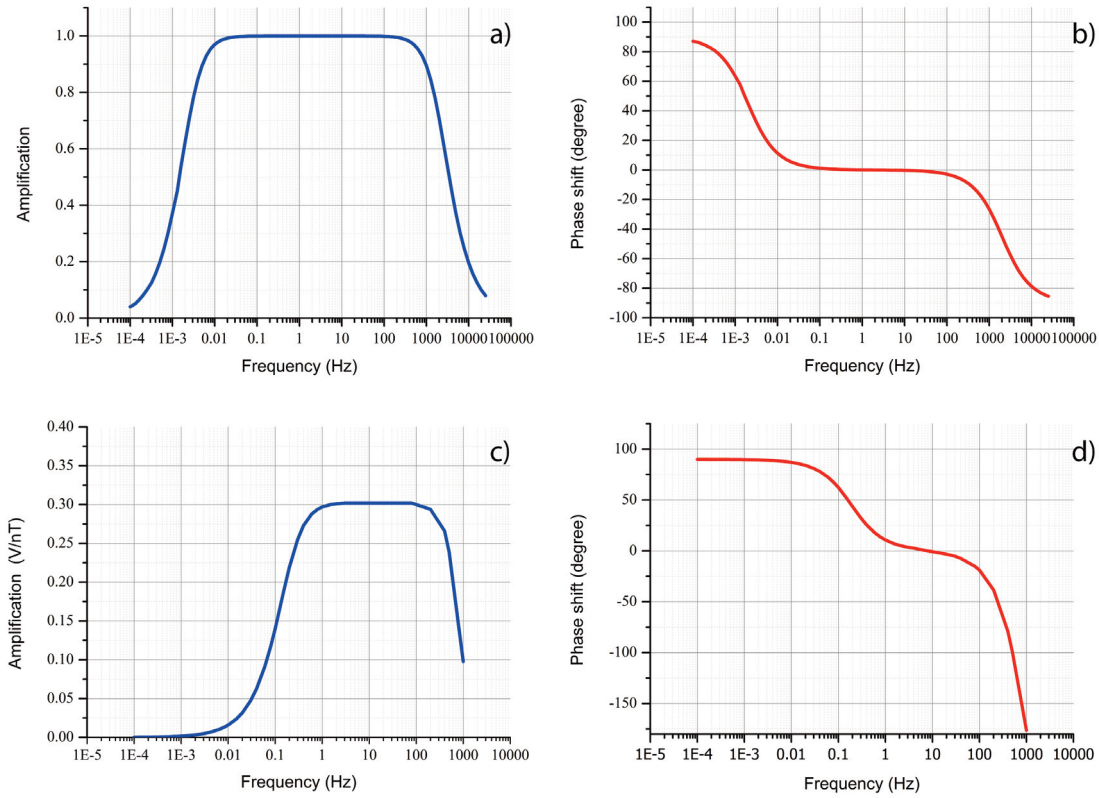 a)
Amplification
1.0
0.8
0.6
0.4
0.2
0.0
1E-5 1E-4 1E-3 0.01 0.1 1 10 100 1000 10000 100000
Frequency (Hz)
b)
Phase shift (degree)
100
80
60
40
20
0
-20
-40
-60
-80
-100
1E-5 1E-4 1E-3 0.01 0.1 1 10 100 1000 10000 100000
Frequency (Hz)
c)
Amplification (V/nT)
0.40
0.35
0.30
0.25
0.20
0.15
0.10
0.05
0.00
1E-5 1E-4 1E-3 0.01 0.1 1 10 100 1000 10000
Frequency (Hz)
d)
Phase shift (degree)
100
50
0
-50
-100
-150
1E-5 1E-4 1E-3 0.01 0.1 1 10 100 1000 10000
Frequency (Hz)